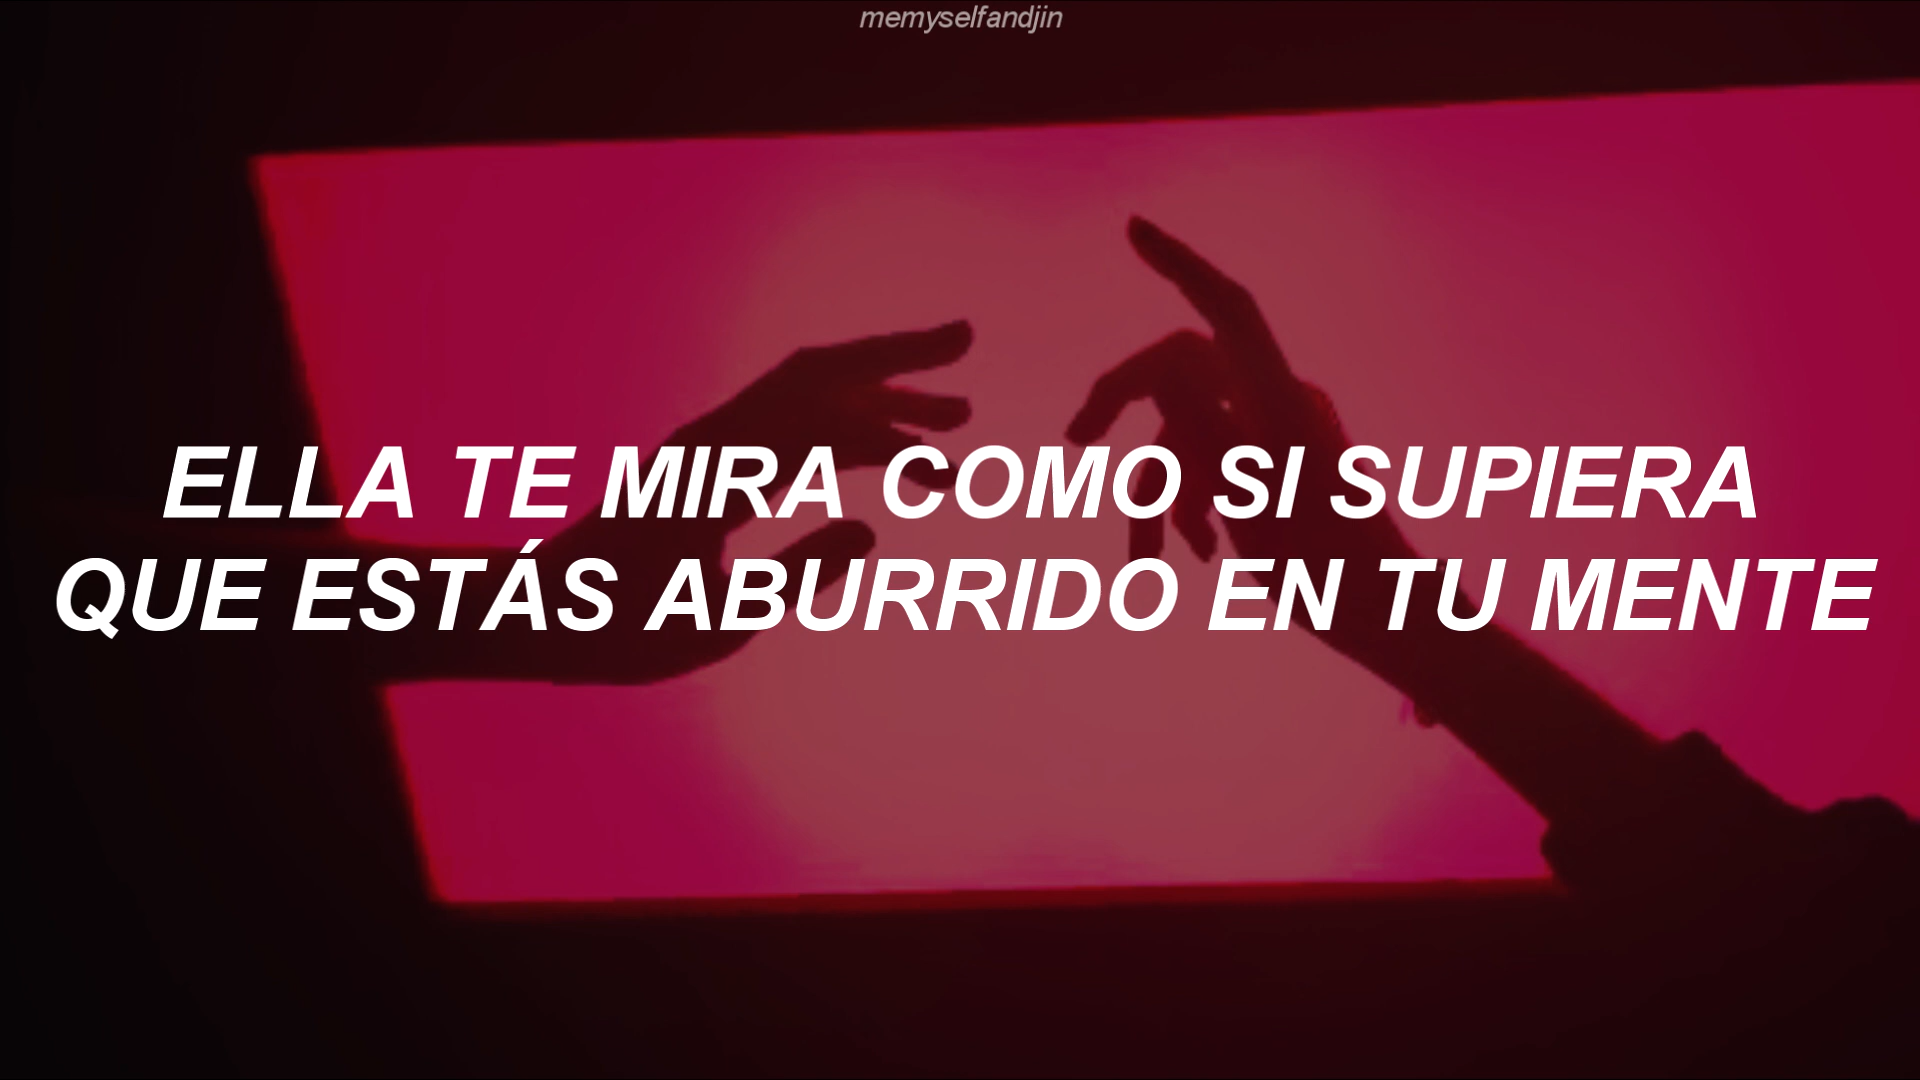 memyselfandjin
ELLA TE MIRA COMO SI SUPIERA
QUE ESTÁS ABURRIDO EN TU MENTE